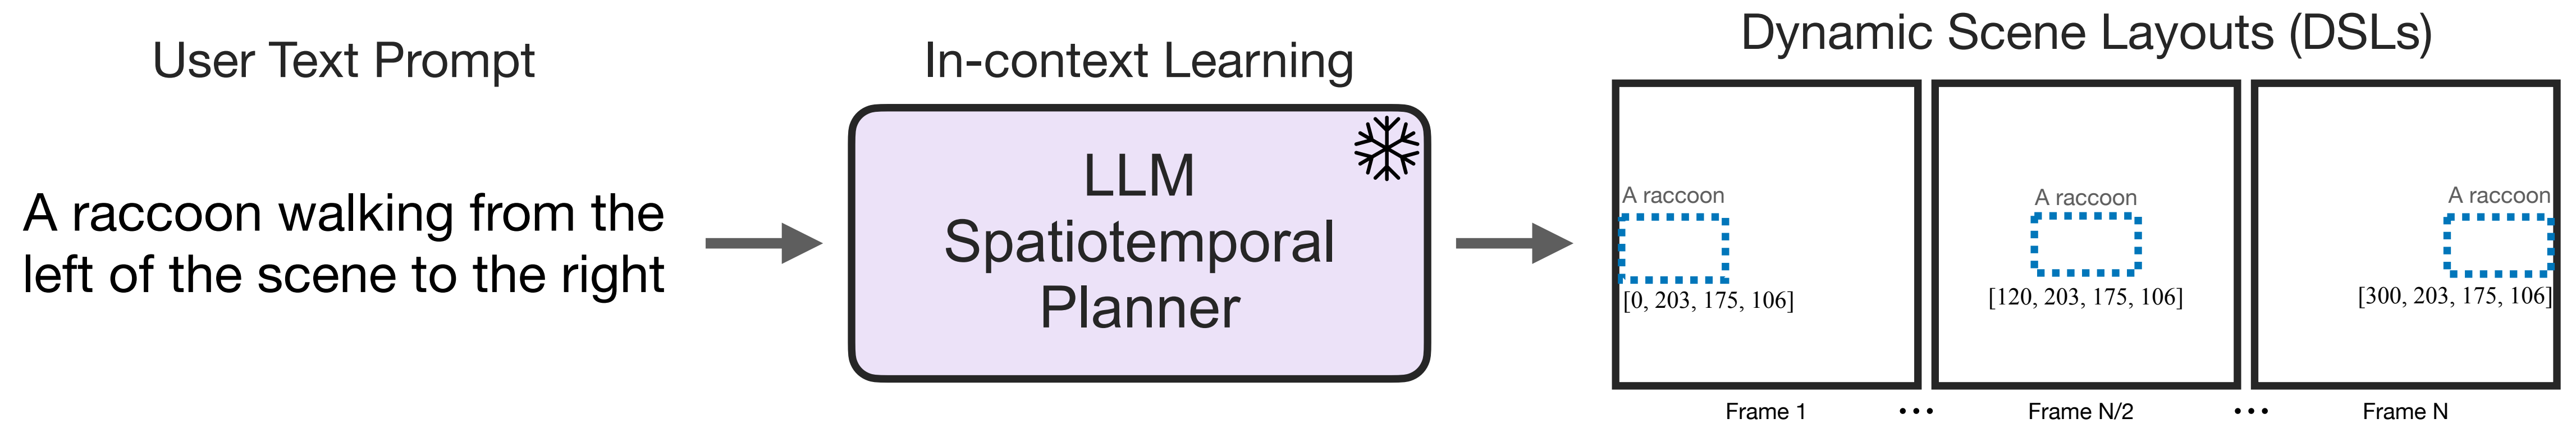 User Text Prompt
A raccoon walking from the
left of the scene to the right
In-context Learning
LLM
Spatiotemporal
Planner
Dynamic Scene Layouts (DSLs)
A raccoon
[0, 203, 175, 106]
Frame 1
•••
A raccoon
[120, 203, 175, 106]
Frame N/2
•••
A raccoon
[300, 203, 175, 106]
Frame N